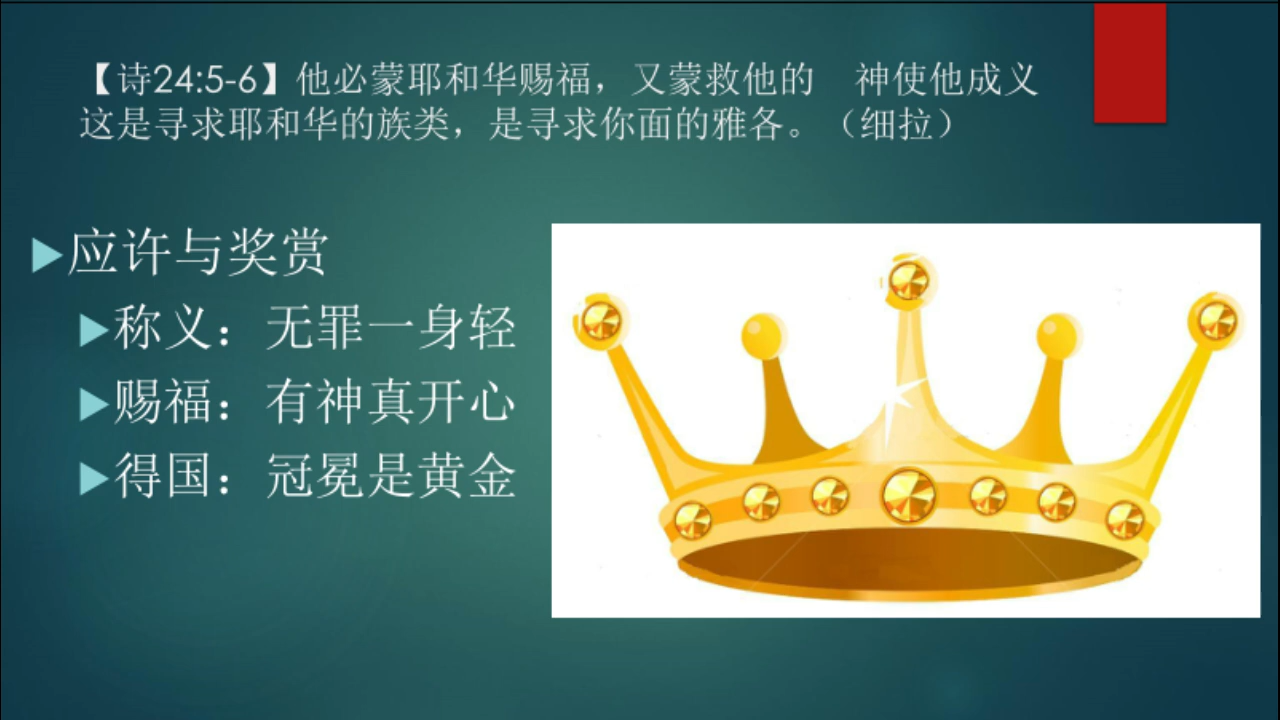 【诗24:5-6】他必蒙耶和华赐福，又蒙救他的　神使他成义
这是寻求耶和华的族类，是寻求你面的雅各。（细拉）
应许与奖赏
称义：无罪一身轻
赐福：有神真开心
得国：冠冕是黄金